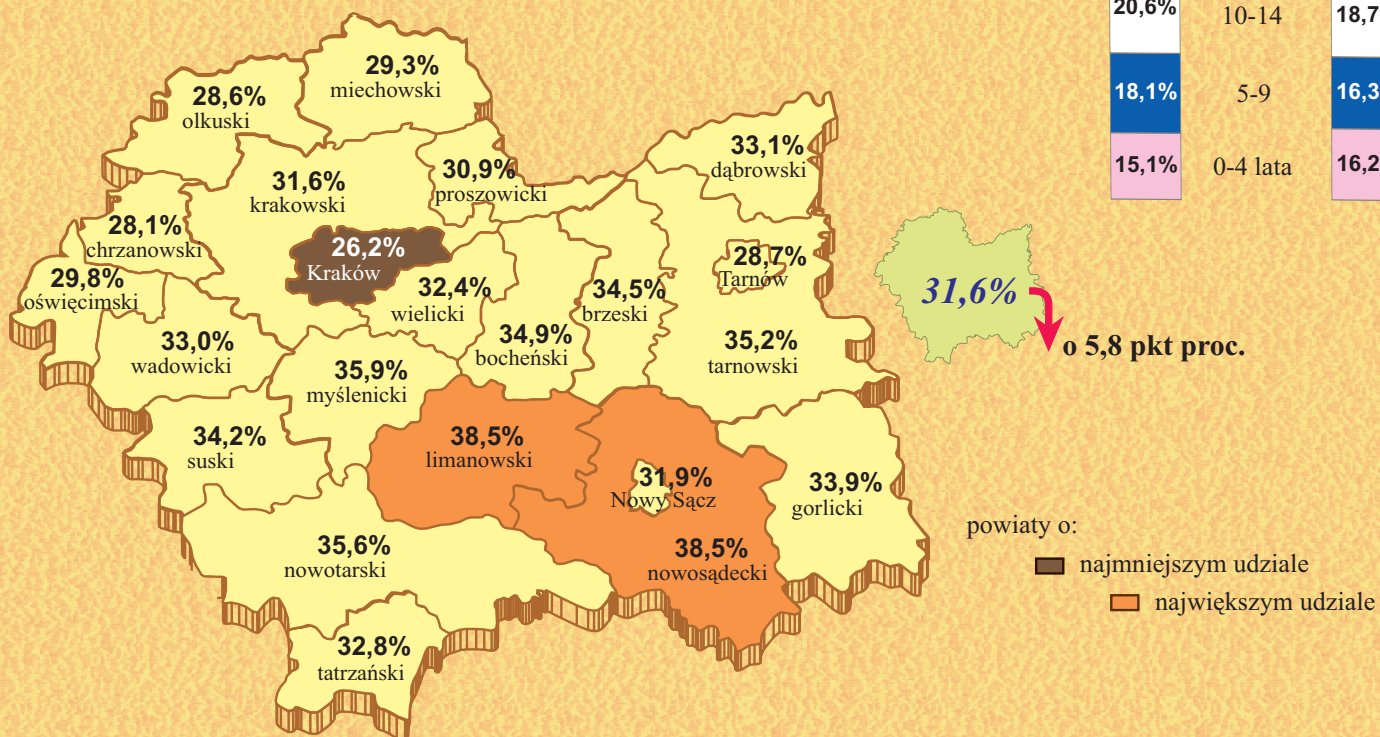 20,6% 10-14 18,7
18,1% 5-9 16,3
15,1% 0-4 lata 16,2
29,3%
miechowski
28,6%
olkuski
33,1%
dąbrowski
30,9%
proszowicki
31,6%
krakowski
28,1%
chrzanowski
26,2%
Kraków
28,7%
Tarnów
29,8%
oświęcimski
32,4%
wielicki
34,5%
brzeski
31,6%
o 5,8 pkt proc.
33,0%
wadowicki
34,9%
bocheński
35,2%
tarnowski
35,9%
myślenicki
34,2%
suski
38,5%
limanowski
31,9%
Nowy Sącz
33,9%
gorlicki
35,6%
nowotarski
38,5%
nowosądecki
32,8%
tatrzański
powiaty o:
najmniejszym udziale
największym udziale